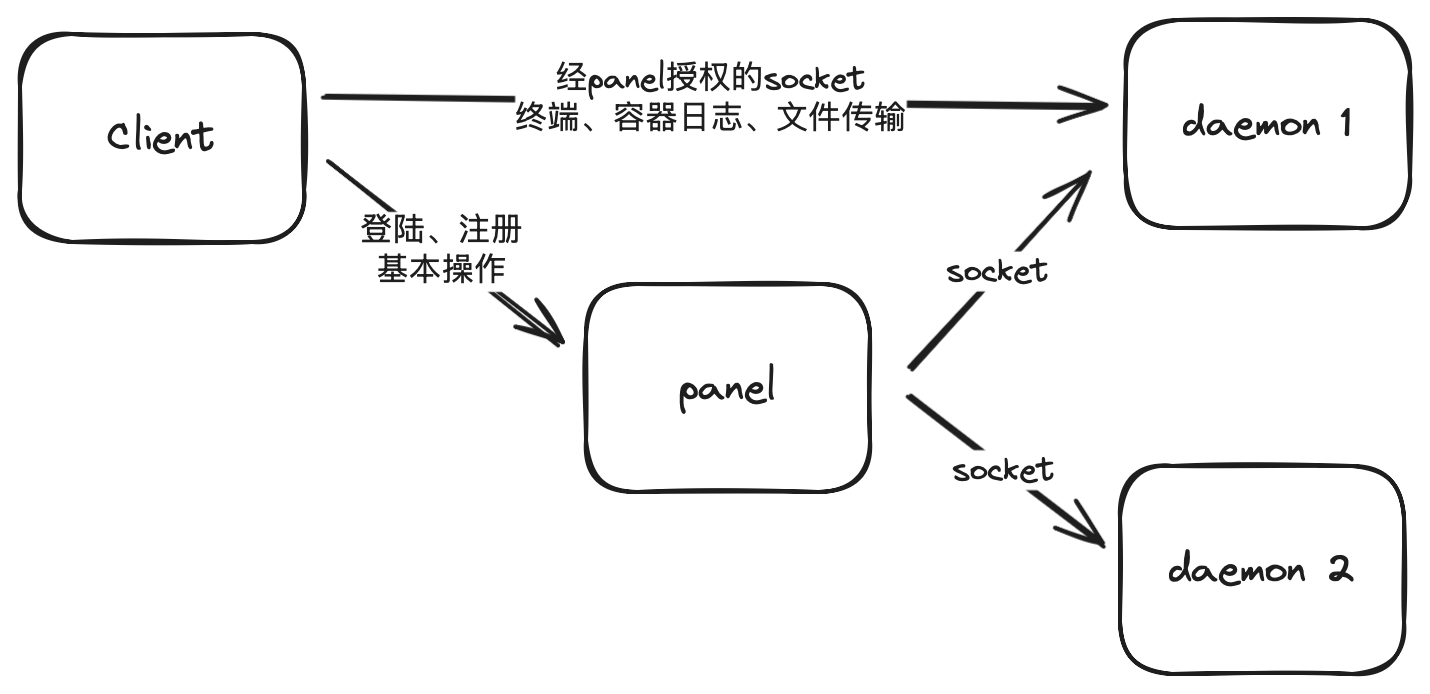 Client
经panel授权的socket
终端、容器日志、文件传输
daemon 1
登陆、注册
基本操作
socket
panel
socket
daemon 2